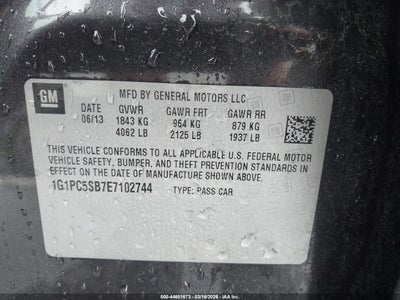 GM
MFD BY GENERAL MOTORS LLC
DATE GVWR GAWR FRT GAWR RR
06/13 1843 KG 964 KG 879 KG
4062 LB 2125 LB 1937 LB
THIS VEHICLE CONFORMS TO ALL APPLICABLE U.S. FEDERAL MOTOR
VEHICLE SAFETY, BUMPER, AND THEFT PREVENTION STANDARDS
IN EFFECT ON THE DATE OF MANUFACTURE SHOWN ABOVE.
1G1PC5SB7E7102744 TYPE: PASS CAR
000-44601673 - 03/18/2026 - IAA Inc.